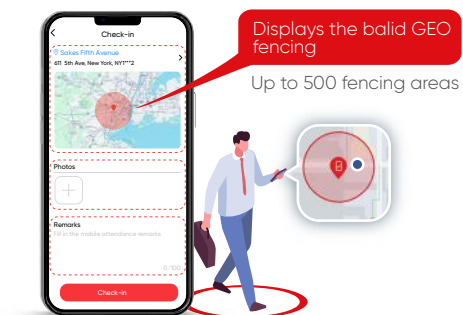 Check-in
Sakes Fifth Avenue
611 5th Ave, New York, NY1***2
Photos
Remarks
Fill in the mobile attendance remarks
0/100
Check-in
Displays the balid GEO
fencing
Up to 500 fencing areas